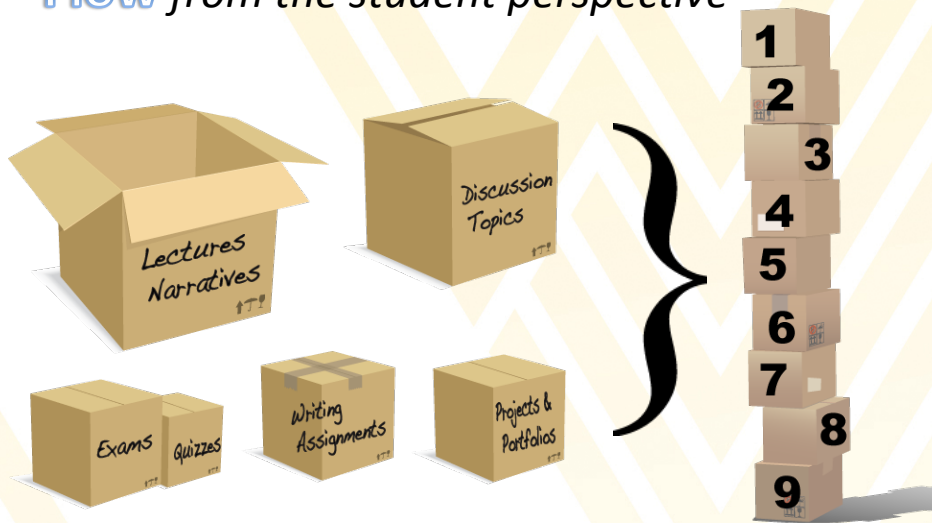 Flow from the student perspective
Lectures
Narratives
Discussion
Topics
Exams
Quizzes
Writing
Assignments
Projects &
Portfolios
1
2
3
4
5
6
7
8
9